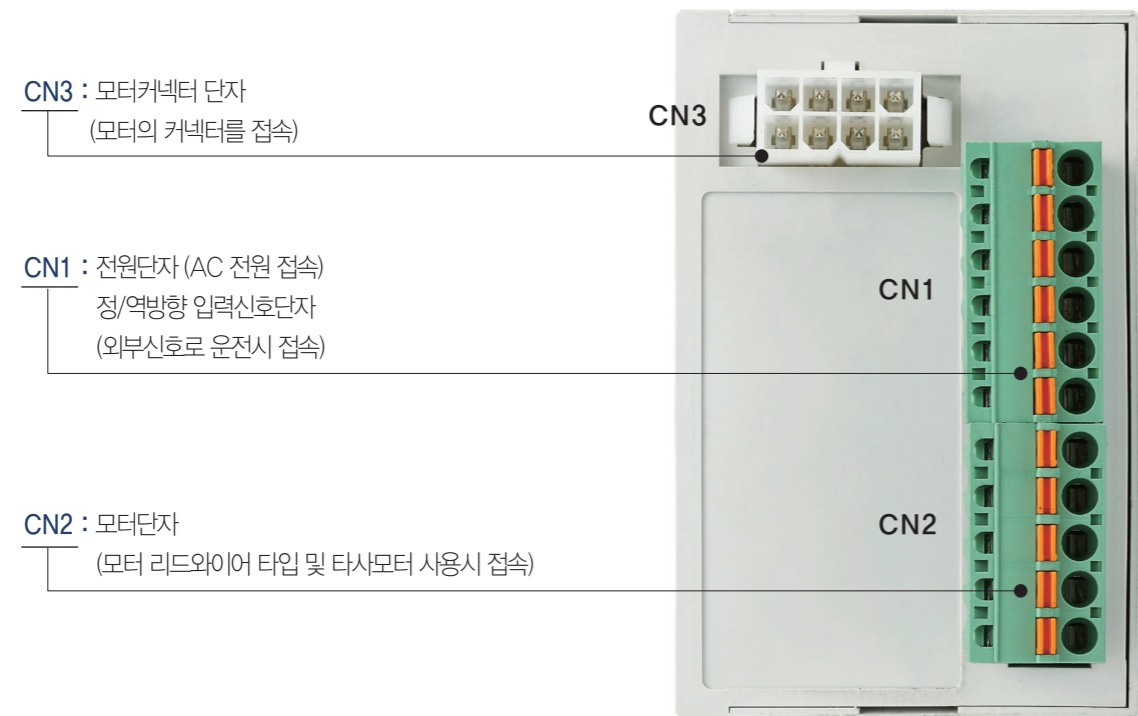 CN3 : 모터커넥터 단자
(모터의 커넥터를 접속)
CN3
CN1 : 전원단자 (AC 전원 접속)
정/역방향 입력신호단자
(외부신호로 운전시 접속)
CN1
CN2 : 모터단자
(모터 리드와이어 타입 및 타사모터 사용시 접속)
CN2